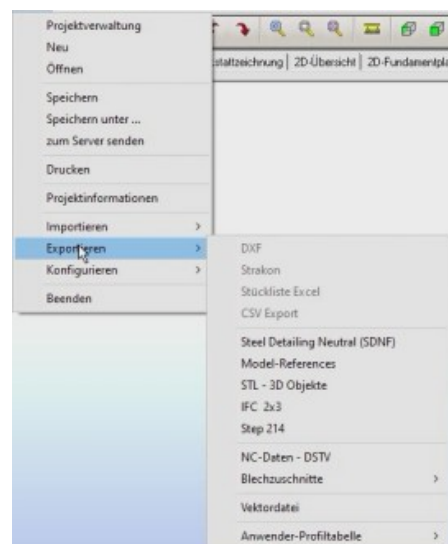 Projektverwaltung
Neu
Öffnen
Speichern
Speichern unter ...
zum Server senden
Drucken
Projektinformationen
Importieren >
Exportieren >
Konfigurieren >
Beenden
stattzeichnung | 2D-Übersicht | 2D-Fundamentpla
DXF
Strakon
Stückliste Excel
CSV Export
Steel Detailing Neutral (SDNF)
Model-References
STL - 3D Objekte
IFC 2x3
Step 214
NC-Daten - DSTV
Blechzuschnitte >
Vektordatei
Anwender-Profiltabelle >